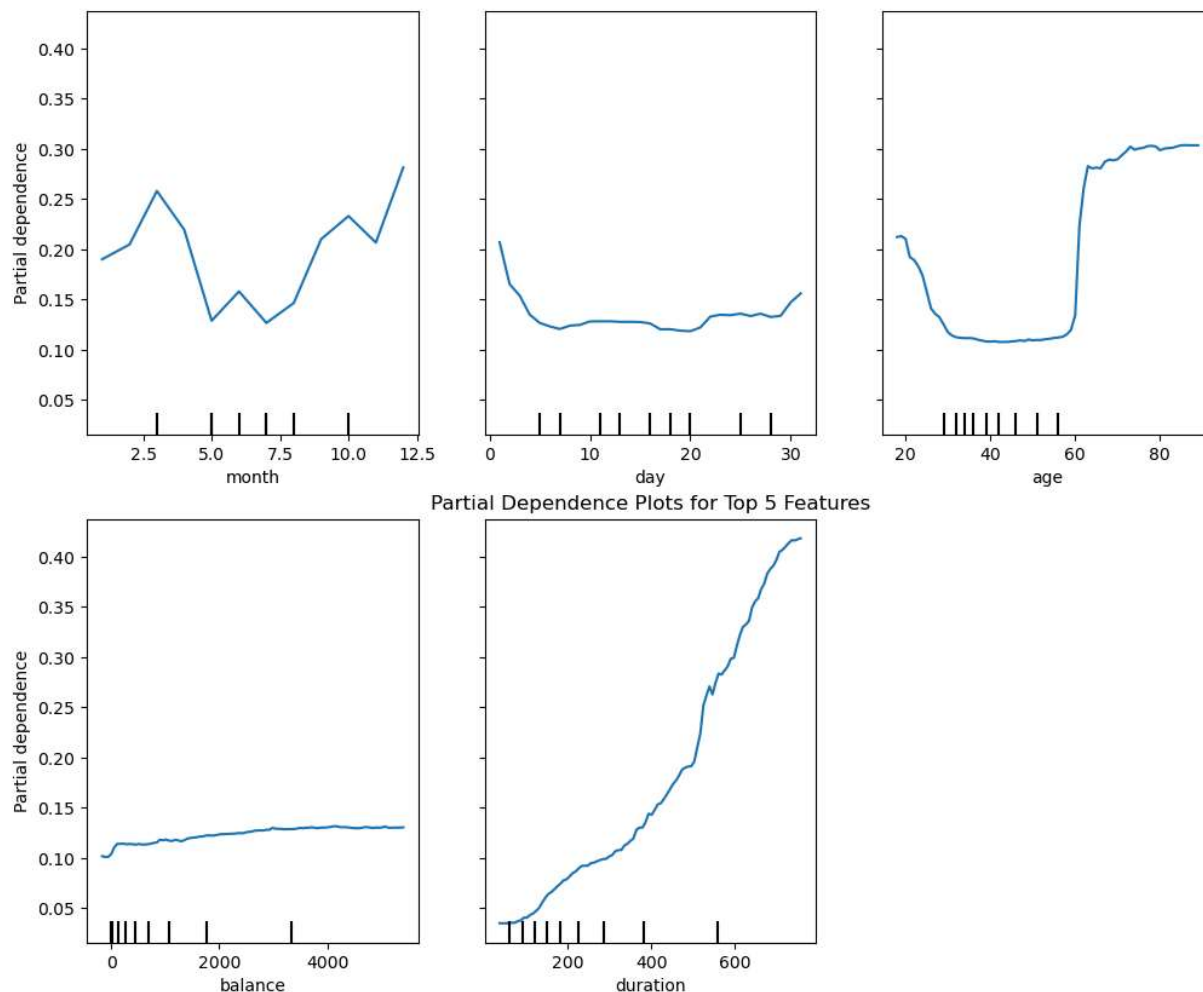 0.40
0.35
0.30
0.25
0.20
0.15
0.10
0.05
Partial dependence
2.5 5.0 7.5 10.0 12.5
month
0 10 20 30
day
20 40 60 80
age
Partial Dependence Plots for Top 5 Features
0.40
0.35
0.30
0.25
0.20
0.15
0.10
0.05
Partial dependence
0 2000 4000
balance
200 400 600
duration